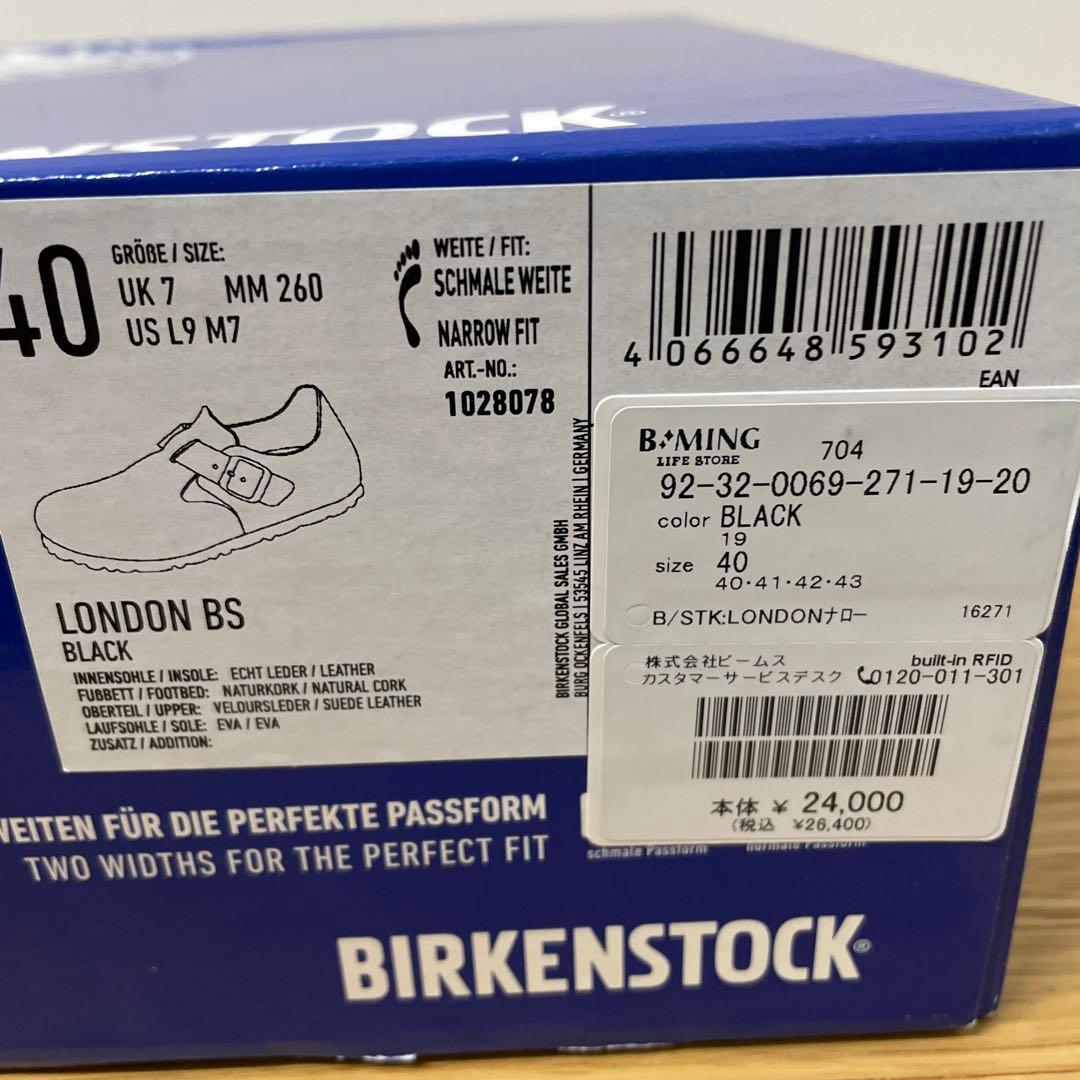 NSTOCK®
40
GRÖßE / SIZE:
UK 7 MM 260
US L9 M7
WEITE / FIT:
SCHMALE WEITE
NARROW FIT
ART.-NO.:
1028078
LONDON BS
BLACK
INNENSOHLE / INSOLE: ECHT LEDER / LEATHER
FUßBETT / FOOTBED: NATURKORK / NATURAL CORK
OBERTEIL / UPPER: VELOURSLEDER / SUEDE LEATHER
LAUFSOHLE / SOLE: EVA / EVA
ZUSATZ / ADDITION:
BIRKENSTOCK GLOBAL SALES GMBH
BURG OCKENFELS | 53545 LINZ AM RHEIN | GERMANY
4 066648 593102
EAN
B:MING
LIFE STORE
704
92-32-0069-271-19-20
color BLACK
19
size 40
40・41・42・43
B/STK:LONDONナロー 16271
株式会社ビームス built-in RFID
カスタマーサービスデスク 0120-011-301
本体 ¥ 24,000
(税込 ¥26,400)
WEITEN FÜR DIE PERFEKTE PASSFORM
TWO WIDTHS FOR THE PERFECT FIT
schmale Passform normale Passform
BIRKENSTOCK®